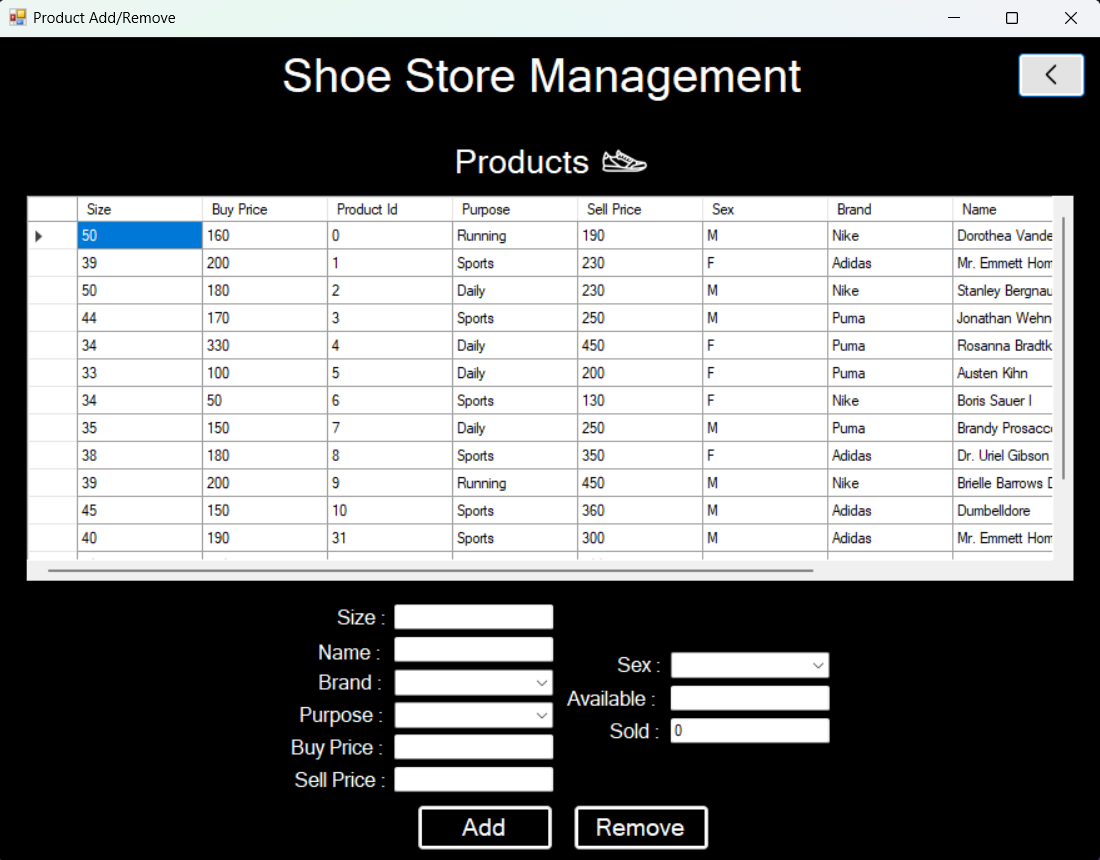 Product Add/Remove
Shoe Store Management
Products
Size Buy Price Product Id Purpose Sell Price Sex Brand Name
50 160 0 Running 190 M Nike Dorothea Vande
39 200 1 Sports 230 F Adidas Mr. Emmett Hom
50 180 2 Daily 230 M Nike Stanley Bergnau
44 170 3 Sports 250 M Puma Jonathan Wehn
34 330 4 Daily 450 F Puma Rosanna Bradtk
33 100 5 Daily 200 F Puma Austen Kihn
34 50 6 Sports 130 F Nike Boris Sauer I
35 150 7 Daily 250 M Puma Brandy Prosacco
38 180 8 Sports 350 F Adidas Dr. Uriel Gibson
39 200 9 Running 450 M Nike Brielle Barrows D
45 150 10 Sports 360 M Adidas Dumbelldore
40 190 31 Sports 300 M Adidas Mr. Emmett Hom
Size :
Name :
Brand :
Purpose :
Buy Price :
Sell Price :
Sex :
Available :
Sold : 0
Add
Remove